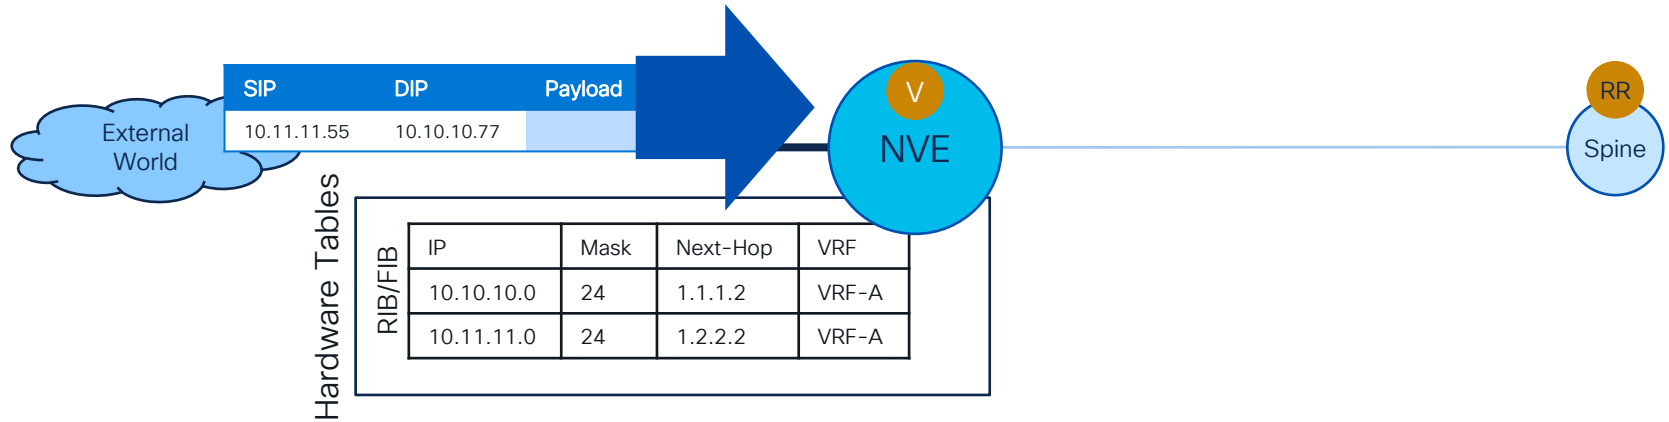 SIP DIP Payload
10.11.11.55 10.10.10.77
External
World
V
NVE
RR
Spine
Hardware Tables
RIB/FIB
IP Mask Next-Hop VRF
10.10.10.0 24 1.1.1.2 VRF-A
10.11.11.0 24 1.2.2.2 VRF-A